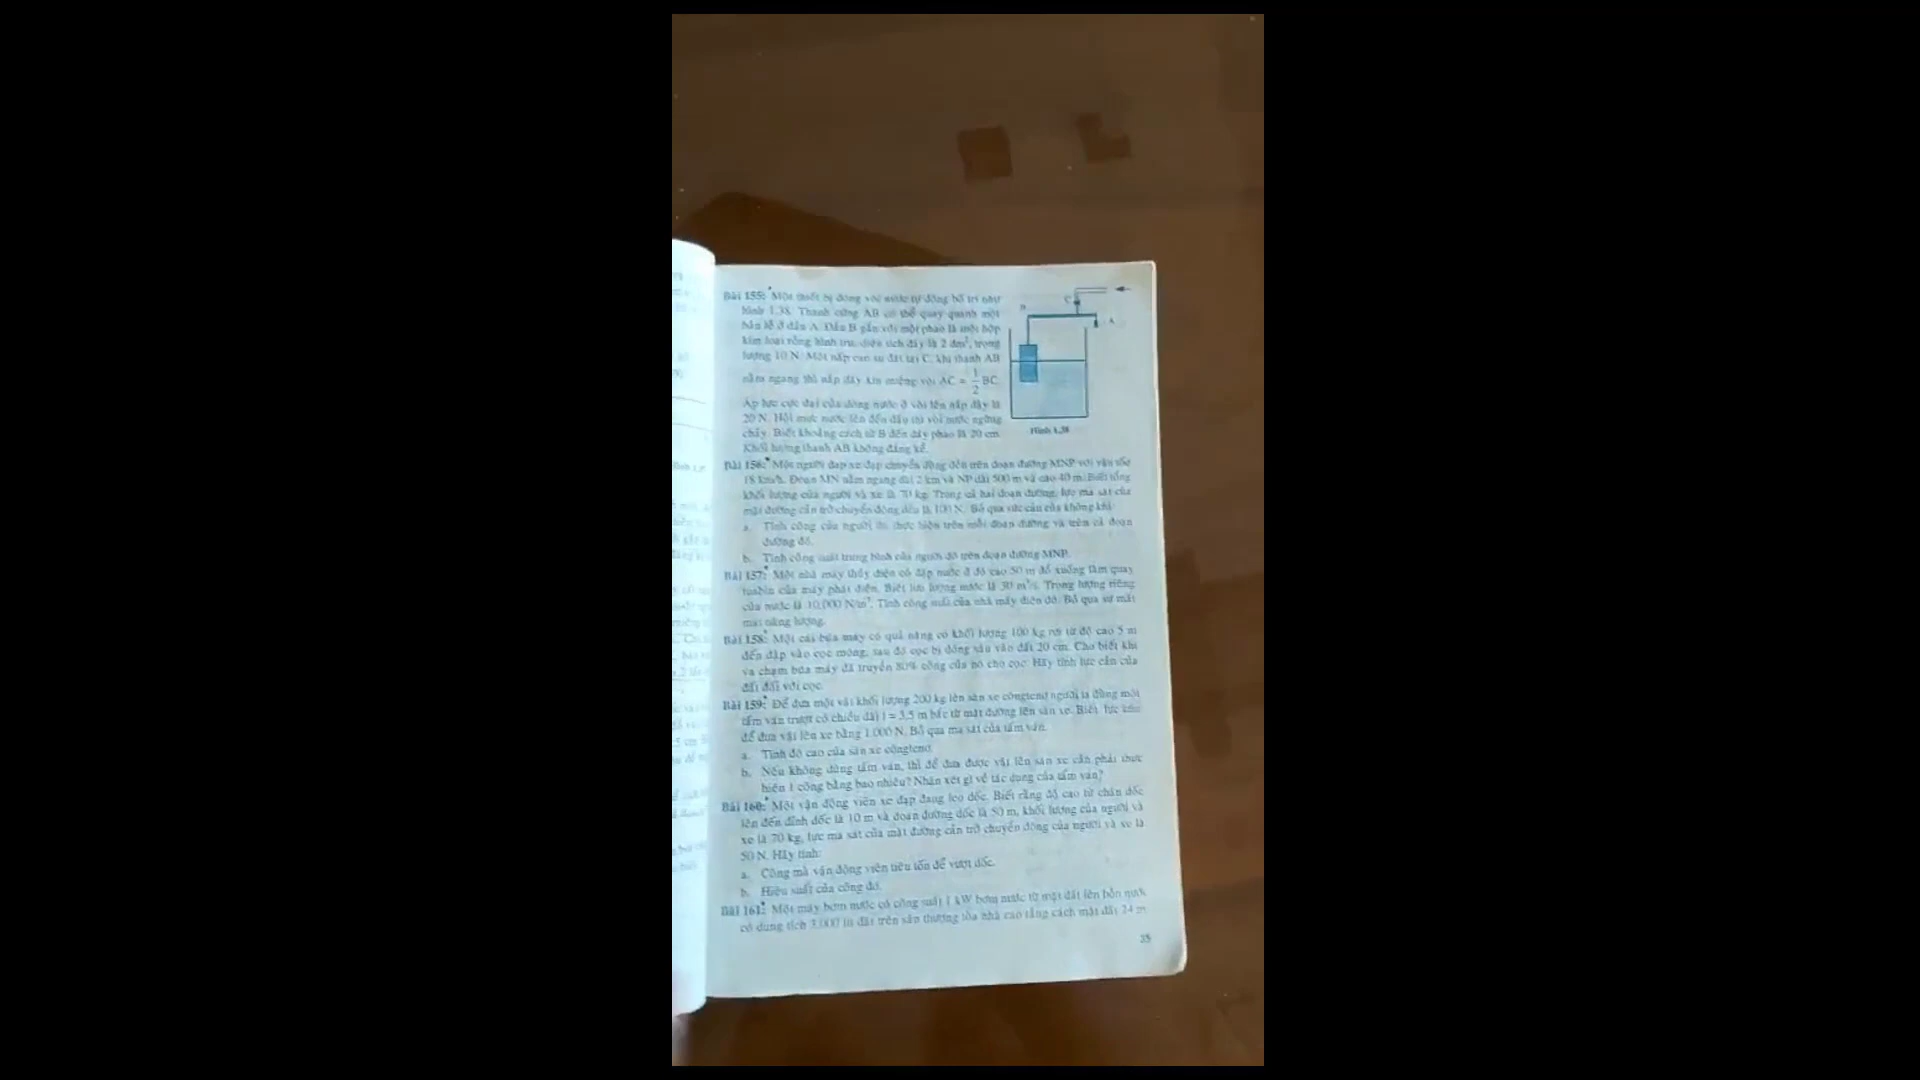 Bài 155:* Một thiết bị đóng vòi nước tự động bố trí như
hình 1.38. Thanh cứng AB có thể quay quanh một
bản lề ở đầu A. Đầu B gắn với một phao là một hộp
kim loại rỗng hình trụ, diện tích đáy là 2 dm², trọng
lượng 10 N. Một nắp cao su đặt tại C, khi thanh AB
nằm ngang thì nắp đậy kín miệng vòi AC = 1/2 BC.
Áp lực cực đại của dòng nước ở vòi lên nắp đậy là
20 N. Hỏi mực nước lên đến đâu thì vòi nước ngừng
chảy. Biết khoảng cách từ B đến đáy phao là 20 cm.
Khối lượng thanh AB không đáng kể.
C
B
A
Hình 1.38
Bài 156:* Một người đạp xe đạp chuyển động đều trên đoạn đường MNP với vận tốc
18 km/h. Đoạn MN nằm ngang dài 2 km và NP dài 500 m và cao 40 m. Biết tổng
khối lượng của người và xe là 70 kg. Trong cả hai đoạn đường, lực ma sát của
mặt đường cản trở chuyển động đều là 100 N. Bỏ qua sức cản của không khí.
a. Tính công của người đó thực hiện trên mỗi đoạn đường và trên cả đoạn
đường đó.
b. Tính công suất trung bình của người đó trên đoạn đường MNP.
Bài 157:* Một nhà máy thủy điện có đập nước ở độ cao 50 m đổ xuống làm quay
tuabin của máy phát điện. Biết lưu lượng nước là 30 m³/s. Trọng lượng riêng
của nước là 10.000 N/m³. Tính công suất của nhà máy điện đó. Bỏ qua sự mất
mát năng lượng.
Bài 158:* Một cái búa máy có quả nặng có khối lượng 100 kg rơi từ độ cao 5 m
đến đập vào cọc móng, sau đó cọc bị đóng sâu vào đất 20 cm. Cho biết khi
va chạm búa máy đã truyền 80% công của nó cho cọc. Hãy tính lực cản của
đất đối với cọc.
Bài 159:* Để đưa một vật khối lượng 200 kg lên sàn xe côngtenơ người ta dùng một
tấm ván trượt có chiều dài l = 3,5 m bắc từ mặt đường lên sàn xe. Biết lực
để đưa vật lên xe bằng 1.000 N. Bỏ qua ma sát của tấm ván.
a. Tính độ cao của sàn xe côngtenơ.
b. Nếu không dùng tấm ván, thì để đưa được vật lên sàn xe cần phải thực
hiện 1 công bằng bao nhiêu? Nhận xét gì về tác dụng của tấm ván?
Bài 160:* Một vận động viên xe đạp đang leo dốc. Biết rằng độ cao từ chân dốc
lên đến đỉnh dốc là 10 m và đoạn đường dốc là 50 m, khối lượng của người và
xe là 70 kg, lực ma sát của mặt đường cản trở chuyển động của người và xe là
50 N. Hãy tính:
a. Công mà vận động viên tiêu tốn để vượt dốc.
b. Hiệu suất của công đó.
Bài 161:* Một máy bơm nước có công suất 1 kW bơm nước từ mặt đất lên bồn nước
có dung tích 3.000 lít đặt trên sân thượng tòa nhà cao tầng cách mặt đất 24 m
35